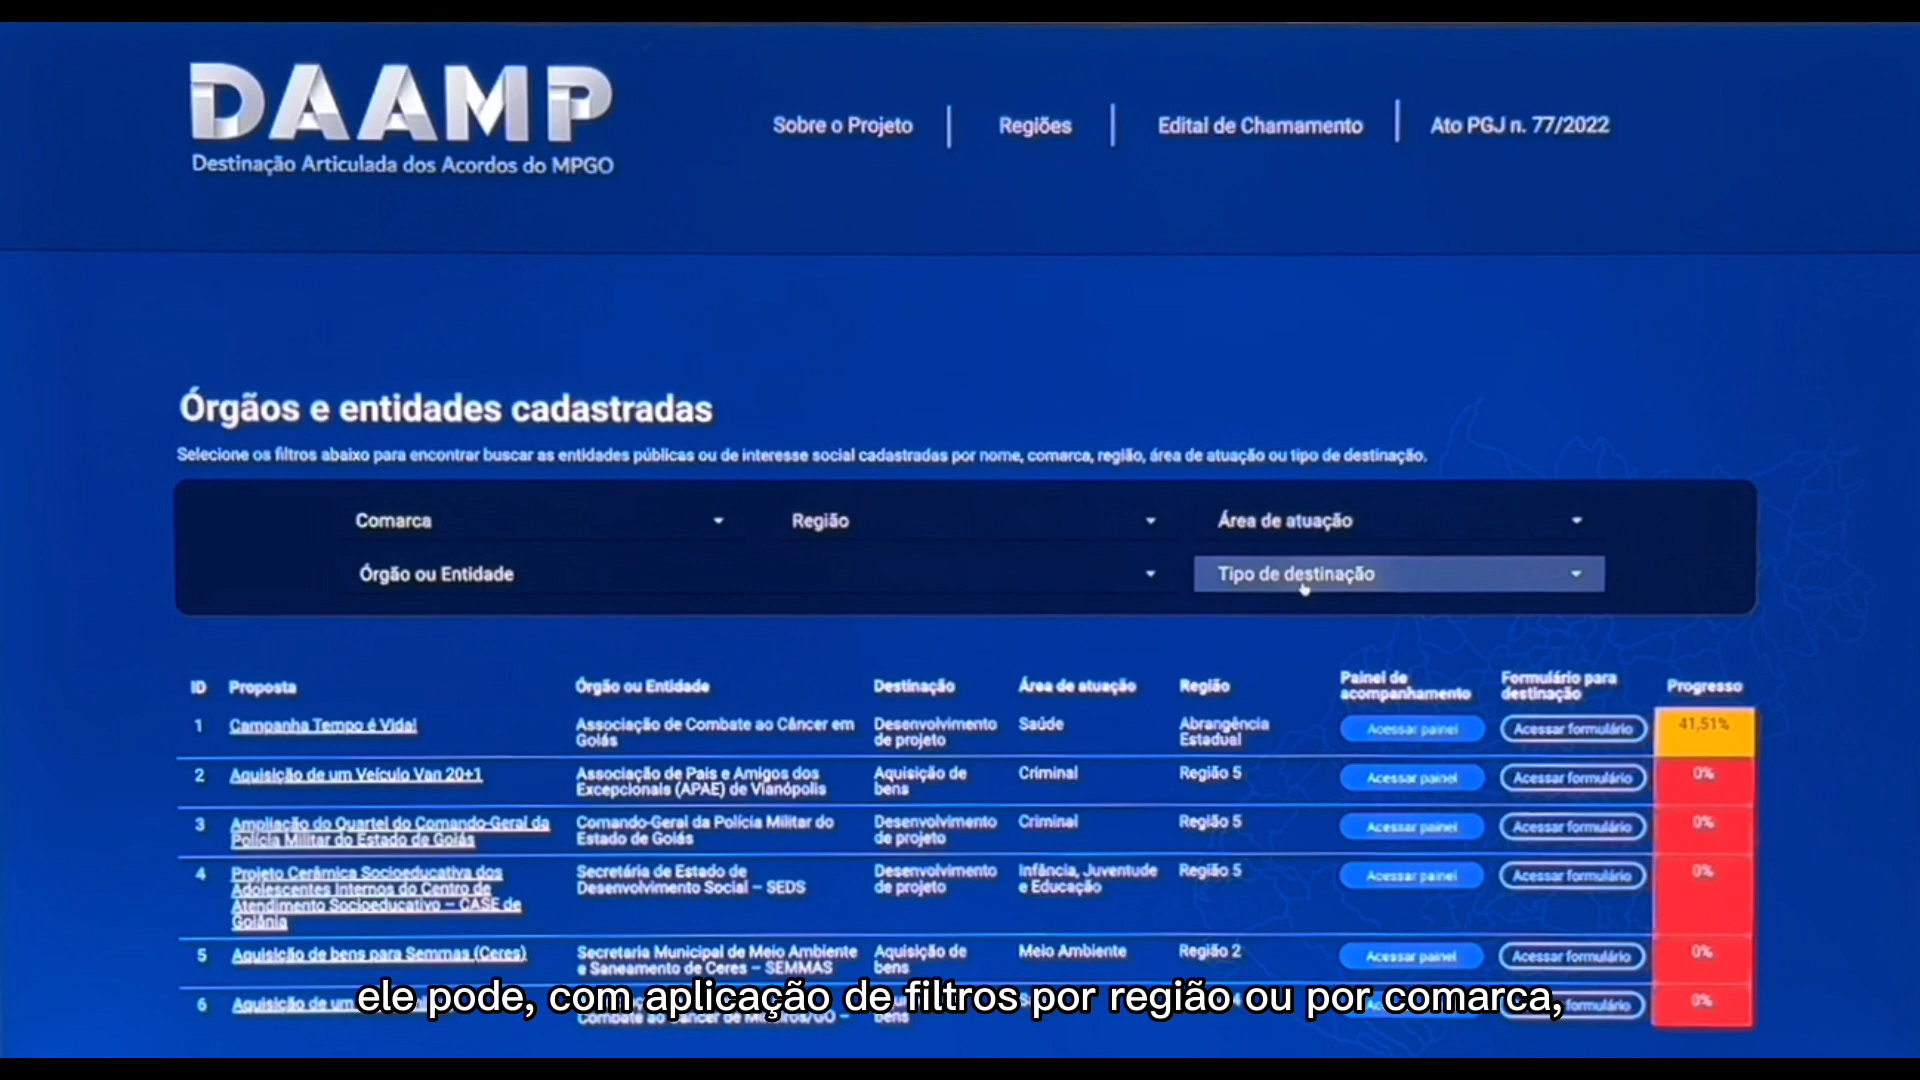 DAAMP
Destinação Articulada dos Acordos do MPGO
Sobre o Projeto
Regiões
Edital de Chamamento
Ato PGJ n. 77/2022
Órgãos e entidades cadastradas
Selecione os filtros abaixo para encontrar buscar as entidades públicas ou de interesse social cadastradas por nome, comarca, região, área de atuação ou tipo de destinação.
Comarca
Região
Área de atuação
Órgão ou Entidade
Tipo de destinação
ID
Proposta
Órgão ou Entidade
Destinação
Área de atuação
Região
Painel de
acompanhamento
Formulário para
destinação
Progresso
1
Campanha Tempo é Vida!
Associação de Combate ao Câncer em
Goiás
Desenvolvimento
de projeto
Saúde
Abrangência
Estadual
Acessar painel
Acessar formulário
41,51%
2
Aquisição de um Veículo Van 20+1
Associação de Pais e Amigos dos
Excepcionais (APAE) de Vianópolis
Aquisição de
bens
Criminal
Região 5
Acessar painel
Acessar formulário
0%
3
Ampliação do Quartel do Comando-Geral da
Polícia Militar do Estado de Goiás
Comando-Geral da Polícia Militar do
Estado de Goiás
Desenvolvimento
de projeto
Criminal
Região 5
Acessar painel
Acessar formulário
0%
4
Projeto Cerâmica Socioeducativa dos
Adolescentes Internos do Centro de
Atendimento Socioeducativo – CASE de
Goiânia
Secretária de Estado de
Desenvolvimento Social – SEDS
Desenvolvimento
de projeto
Infância, Juventude
e Educação
Região 5
Acessar painel
Acessar formulário
0%
5
Aquisição de bens para Semmas (Ceres)
Secretaria Municipal de Meio Ambiente
e Saneamento de Ceres – SEMMAS
Aquisição de
bens
Meio Ambiente
Região 2
Acessar painel
Acessar formulário
0%
6
Aquisição de um
Combate ao Câncer de
bens
formulário
0%
ele pode, com aplicação de filtros por região ou por comarca,